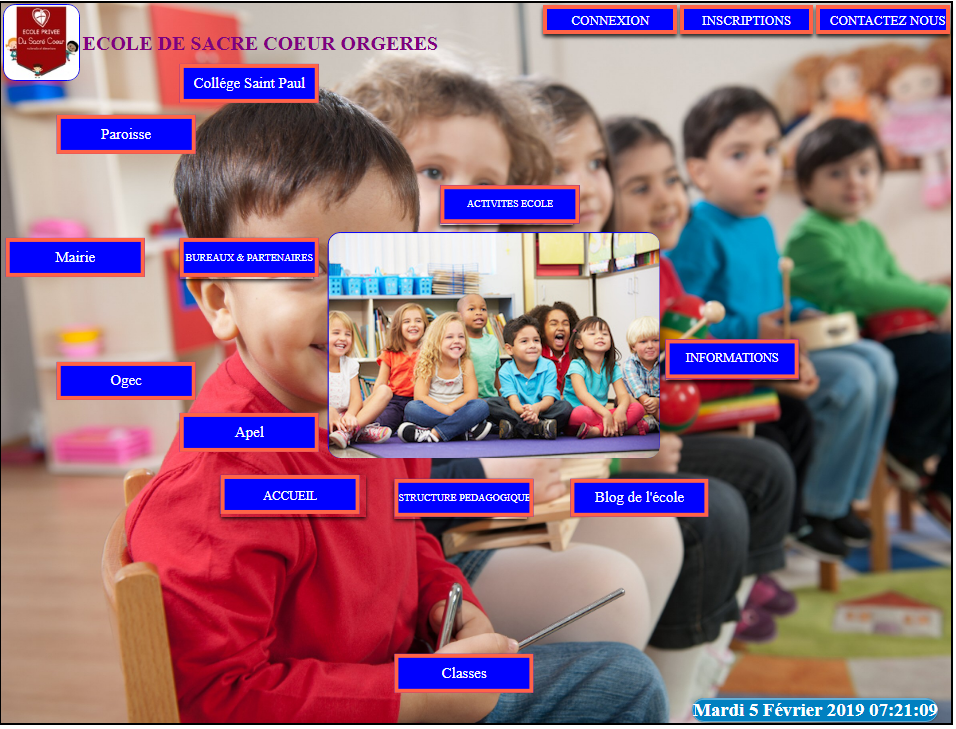 CONNEXION
INSCRIPTIONS
CONTACTEZ NOUS
ECOLE PRIVEE
Du Sacré Coeur
ECOLE DE SACRE COEUR ORGERES
Collége Saint Paul
Paroisse
ACTIVITES ECOLE
Mairie
BUREAUX & PARTENAIRES
INFORMATIONS
Ogec
Apel
ACCUEIL
STRUCTURE PEDAGOGIQUE
Blog de l'école
Classes
Mardi 5 Février 2019 07:21:09